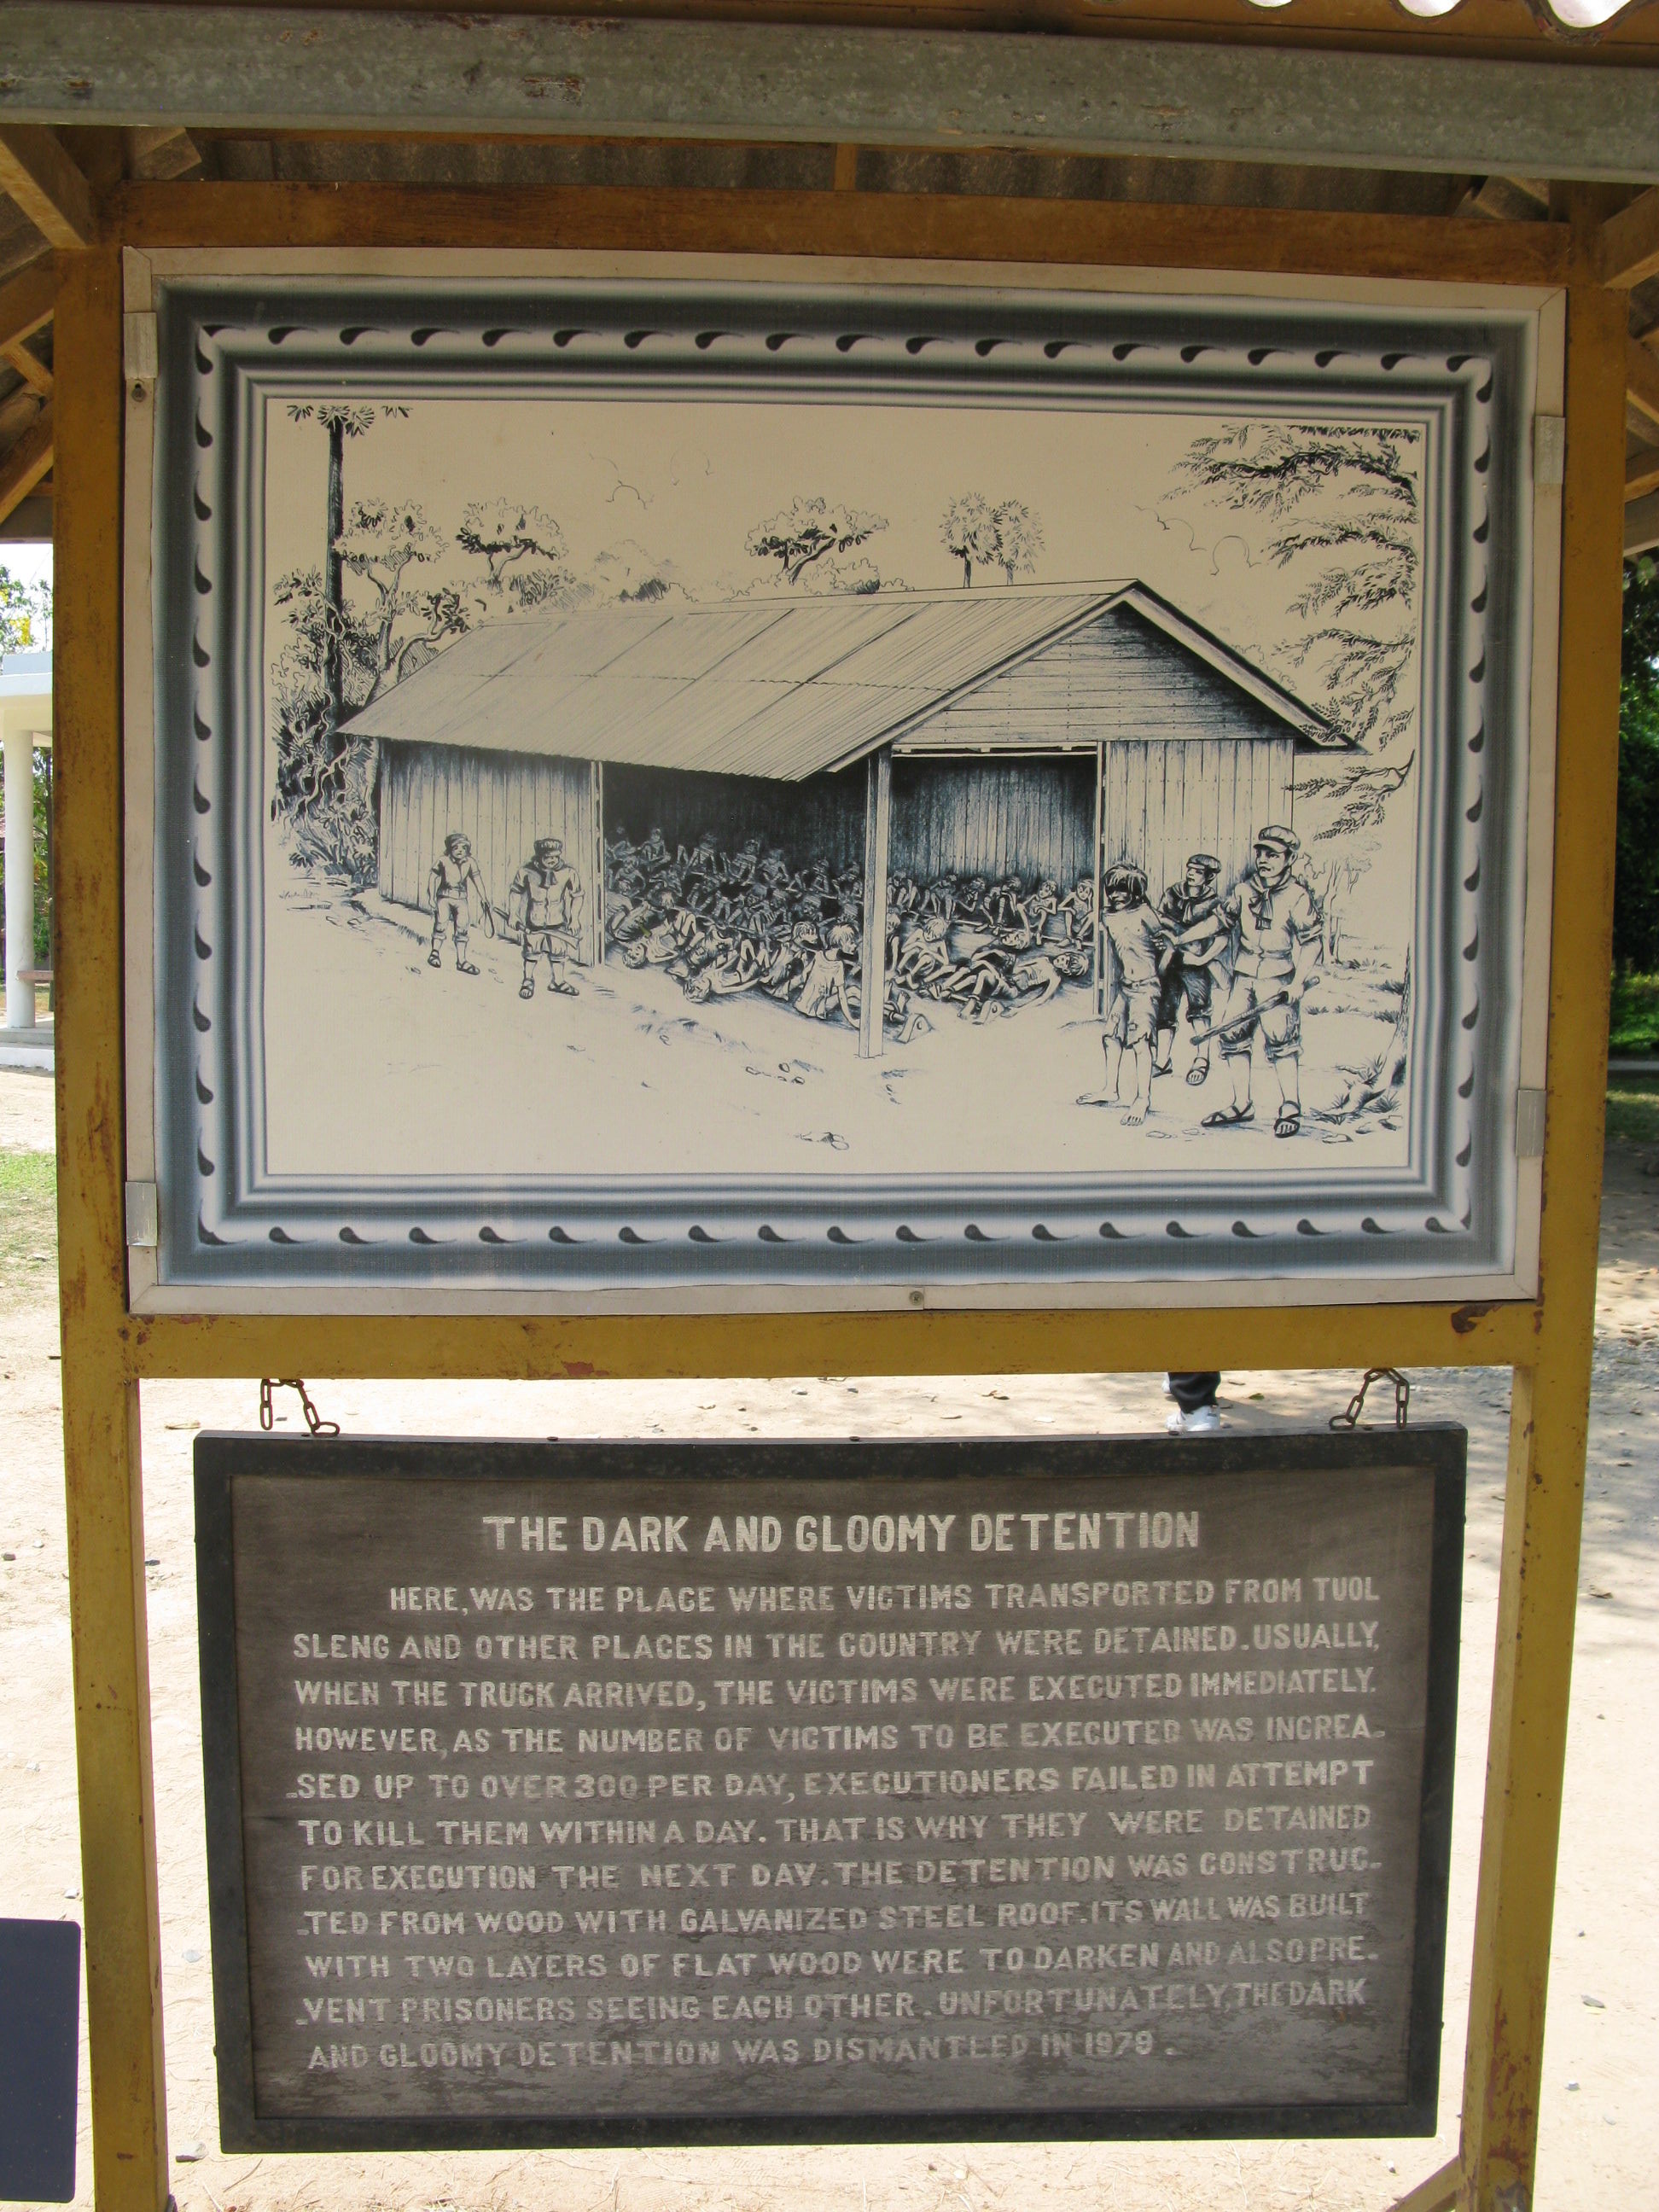 THE DARK AND GLOOMY DETENTION
HERE, WAS THE PLACE WHERE VICTIMS TRANSPORTED FROM TUOL
SLENG AND OTHER PLACES IN THE COUNTRY WERE DETAINED. USUALLY,
WHEN THE TRUCK ARRIVED, THE VICTIMS WERE EXECUTED IMMEDIATELY.
HOWEVER, AS THE NUMBER OF VICTIMS TO BE EXECUTED WAS INCREA-
-SED UP TO OVER 300 PER DAY, EXECUTIONERS FAILED IN ATTEMPT
TO KILL THEM WITHIN A DAY. THAT IS WHY THEY WERE DETAINED
FOR EXECUTION THE NEXT DAY. THE DETENTION WAS CONSTRUC-
-TED FROM WOOD WITH GALVANIZED STEEL ROOF. ITS WALL WAS BUILT
WITH TWO LAYERS OF FLAT WOOD WERE TO DARKEN AND ALSO PRE-
-VENT PRISONERS SEEING EACH OTHER. UNFORTUNATELY, THE DARK
AND GLOOMY DETENTION WAS DISMANTLED IN 1979.